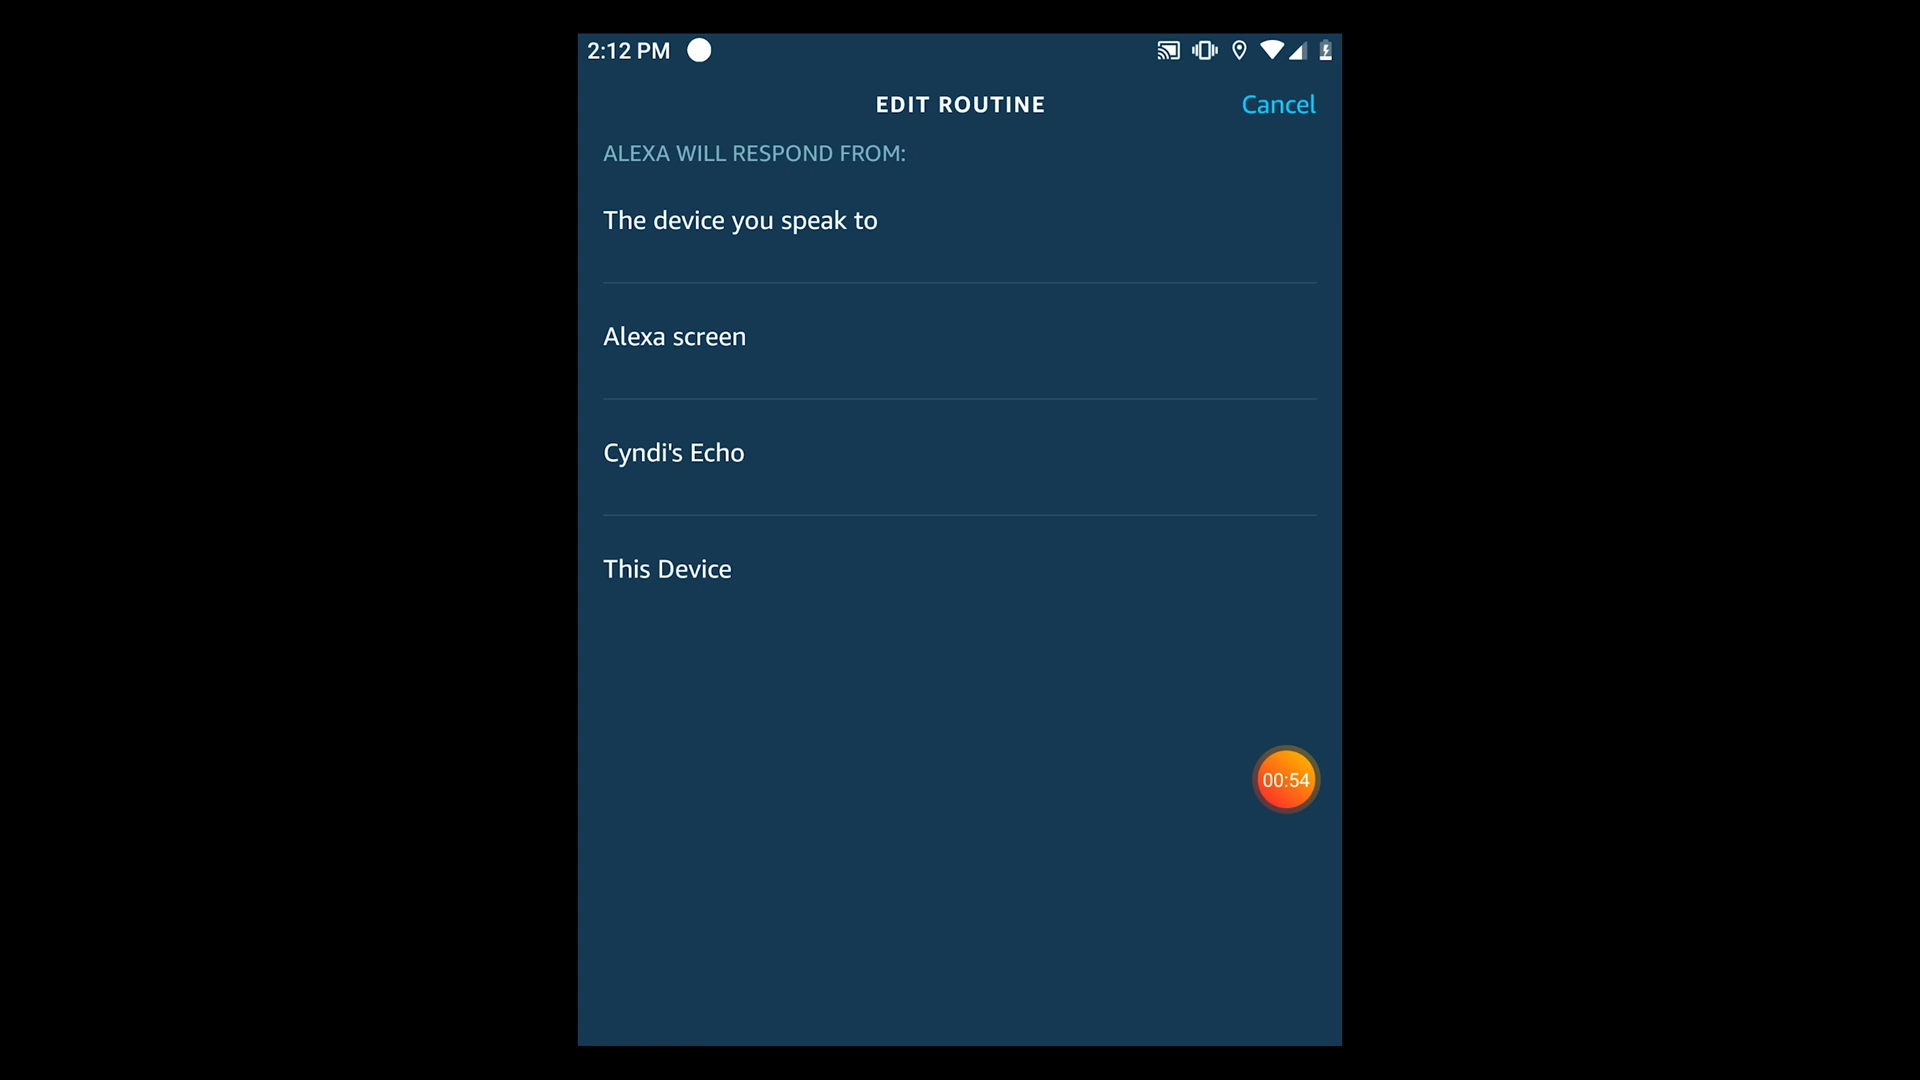 2:12 PM
EDIT ROUTINE
Cancel
ALEXA WILL RESPOND FROM:
The device you speak to
Alexa screen
Cyndi's Echo
This Device
00:54